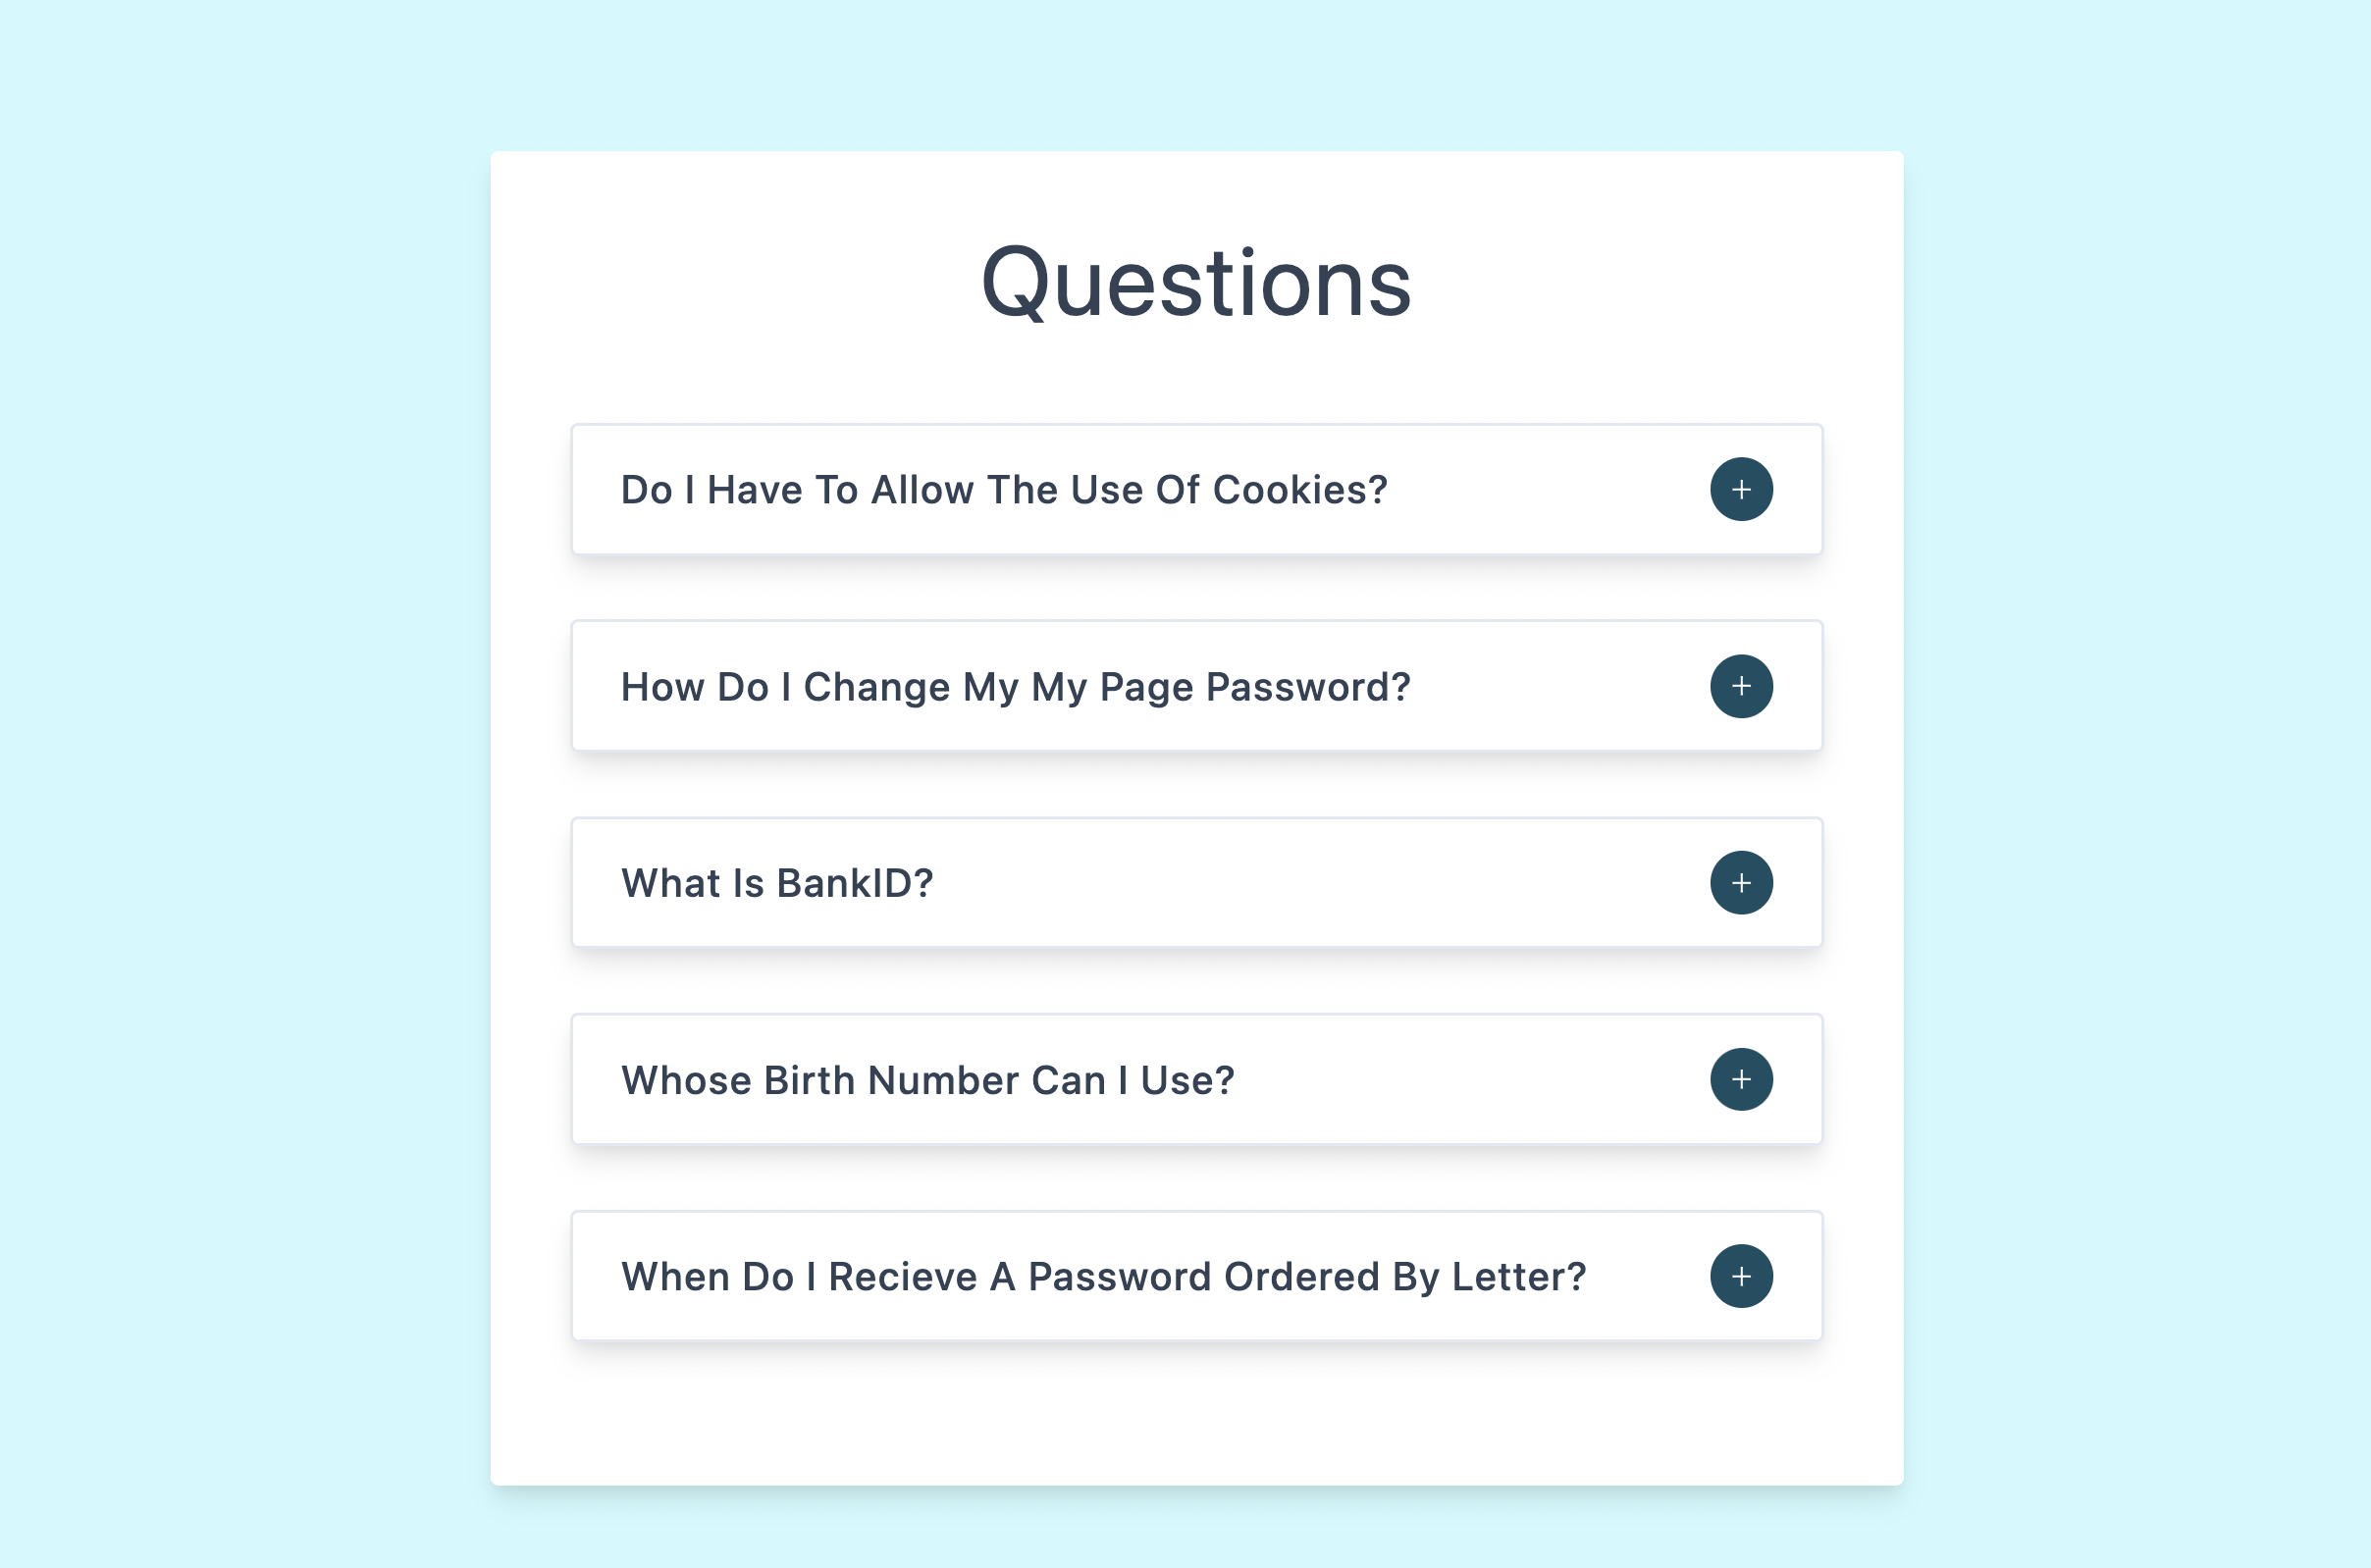 Questions
Do I Have To Allow The Use Of Cookies?
How Do I Change My My Page Password?
What Is BankID?
Whose Birth Number Can I Use?
When Do I Recieve A Password Ordered By Letter?